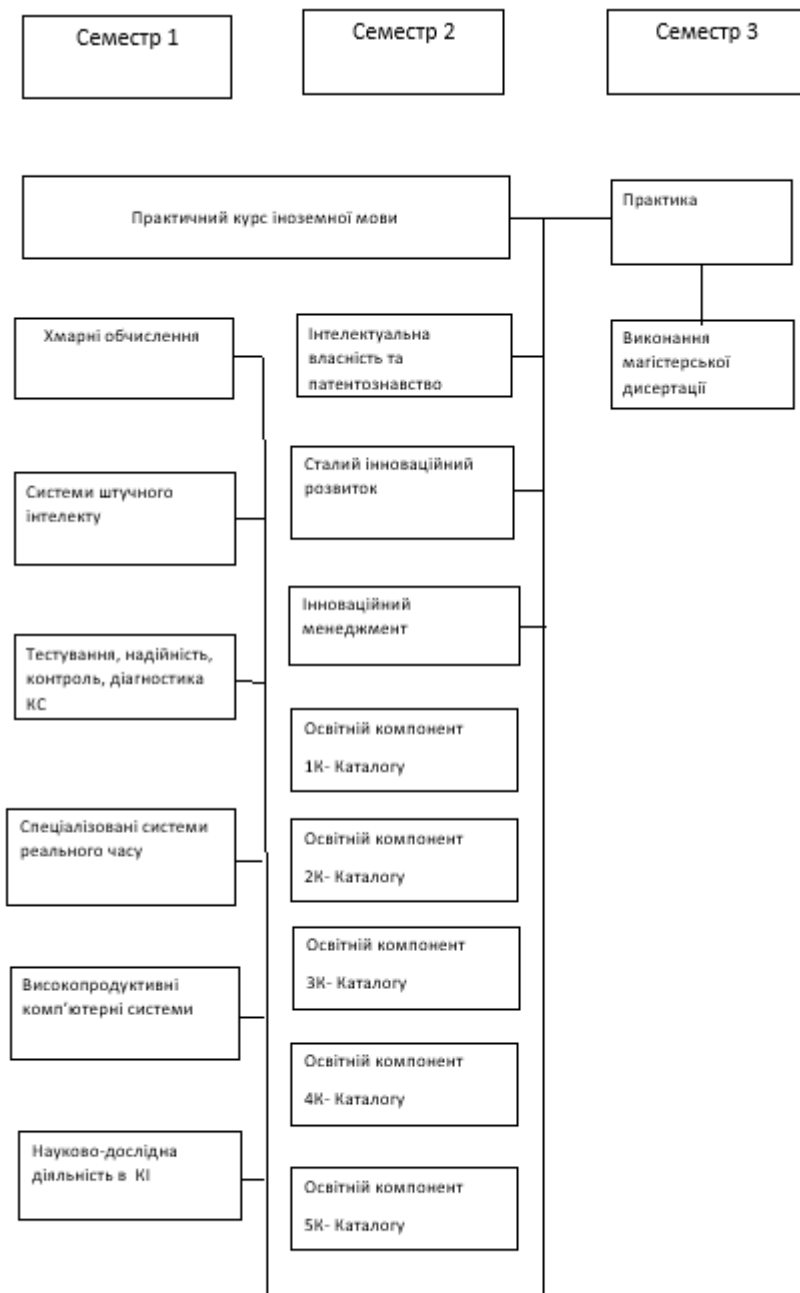 Семестр 1
Семестр 2
Семестр 3
Практичний курс іноземної мови
Практика
Хмарні обчислення
Інтелектуальна
власність та
патентознавство
Виконання
магістерської
дисертації
Системи штучного
інтелекту
Сталий інноваційний
розвиток
Інноваційний
менеджмент
Тестування, надійність,
контроль, діагностика
КС
Освітній компонент
1К- Каталогу
Спеціалізовані системи
реального часу
Освітній компонент
2К- Каталогу
Освітній компонент
3К- Каталогу
Високопродуктивні
комп'ютерні системи
Освітній компонент
4К- Каталогу
Науково-дослідна
діяльність в  КІ
Освітній компонент
5К- Каталогу